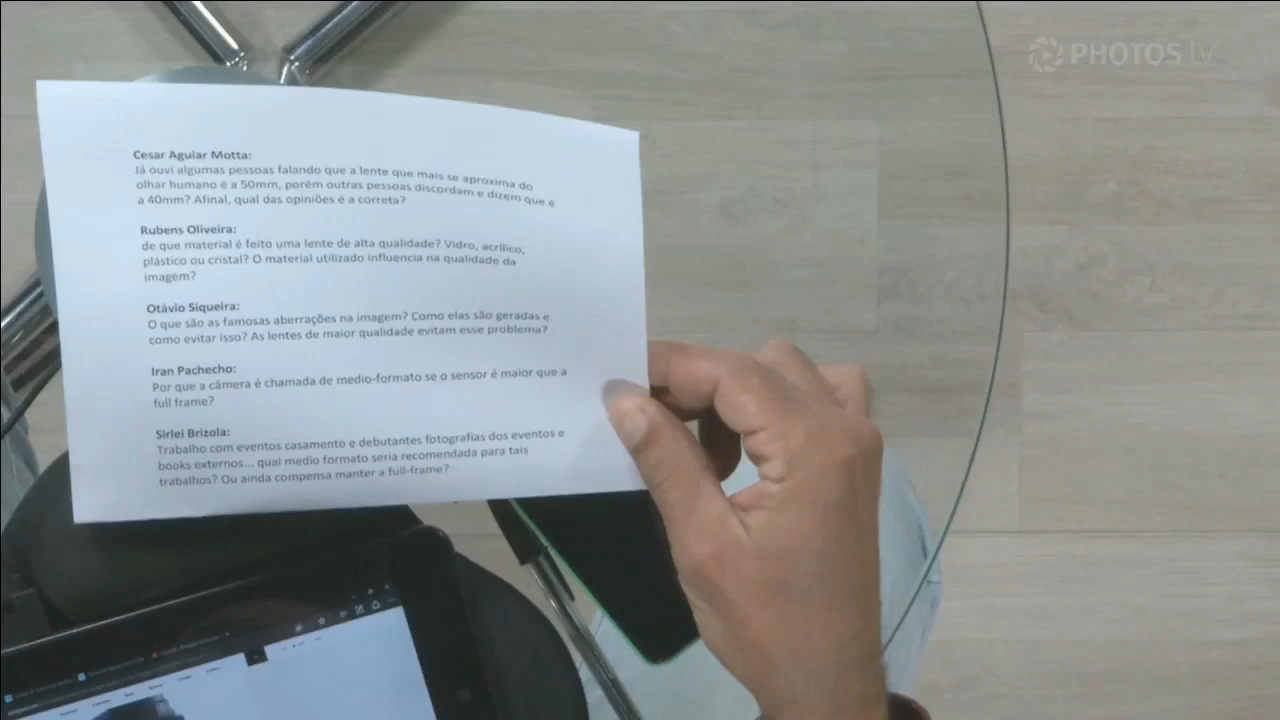 PHOTOS tv
Cesar Aguiar Motta:
Já ouvi algumas pessoas falando que a lente que mais se aproxima do
olhar humano é a 50mm, porém outras pessoas discordam e dizem que é
a 40mm? Afinal, qual das opiniões é a correta?
Rubens Oliveira:
de que material é feito uma lente de alta qualidade? Vidro, acrílico,
plástico ou cristal? O material utilizado influencia na qualidade da
imagem?
Otávio Siqueira:
O que são as famosas aberrações na imagem? Como elas são geradas e
como evitar isso? As lentes de maior qualidade evitam esse problema?
Iran Pachecho:
Por que a câmera é chamada de medio-formato se o sensor é maior que a
full frame?
Sirlei Brizola:
Trabalho com eventos casamento e debutantes fotografias dos eventos e
books externos... qual medio formato seria recomendada para tais
trabalhos? Ou ainda compensa manter a full-frame?